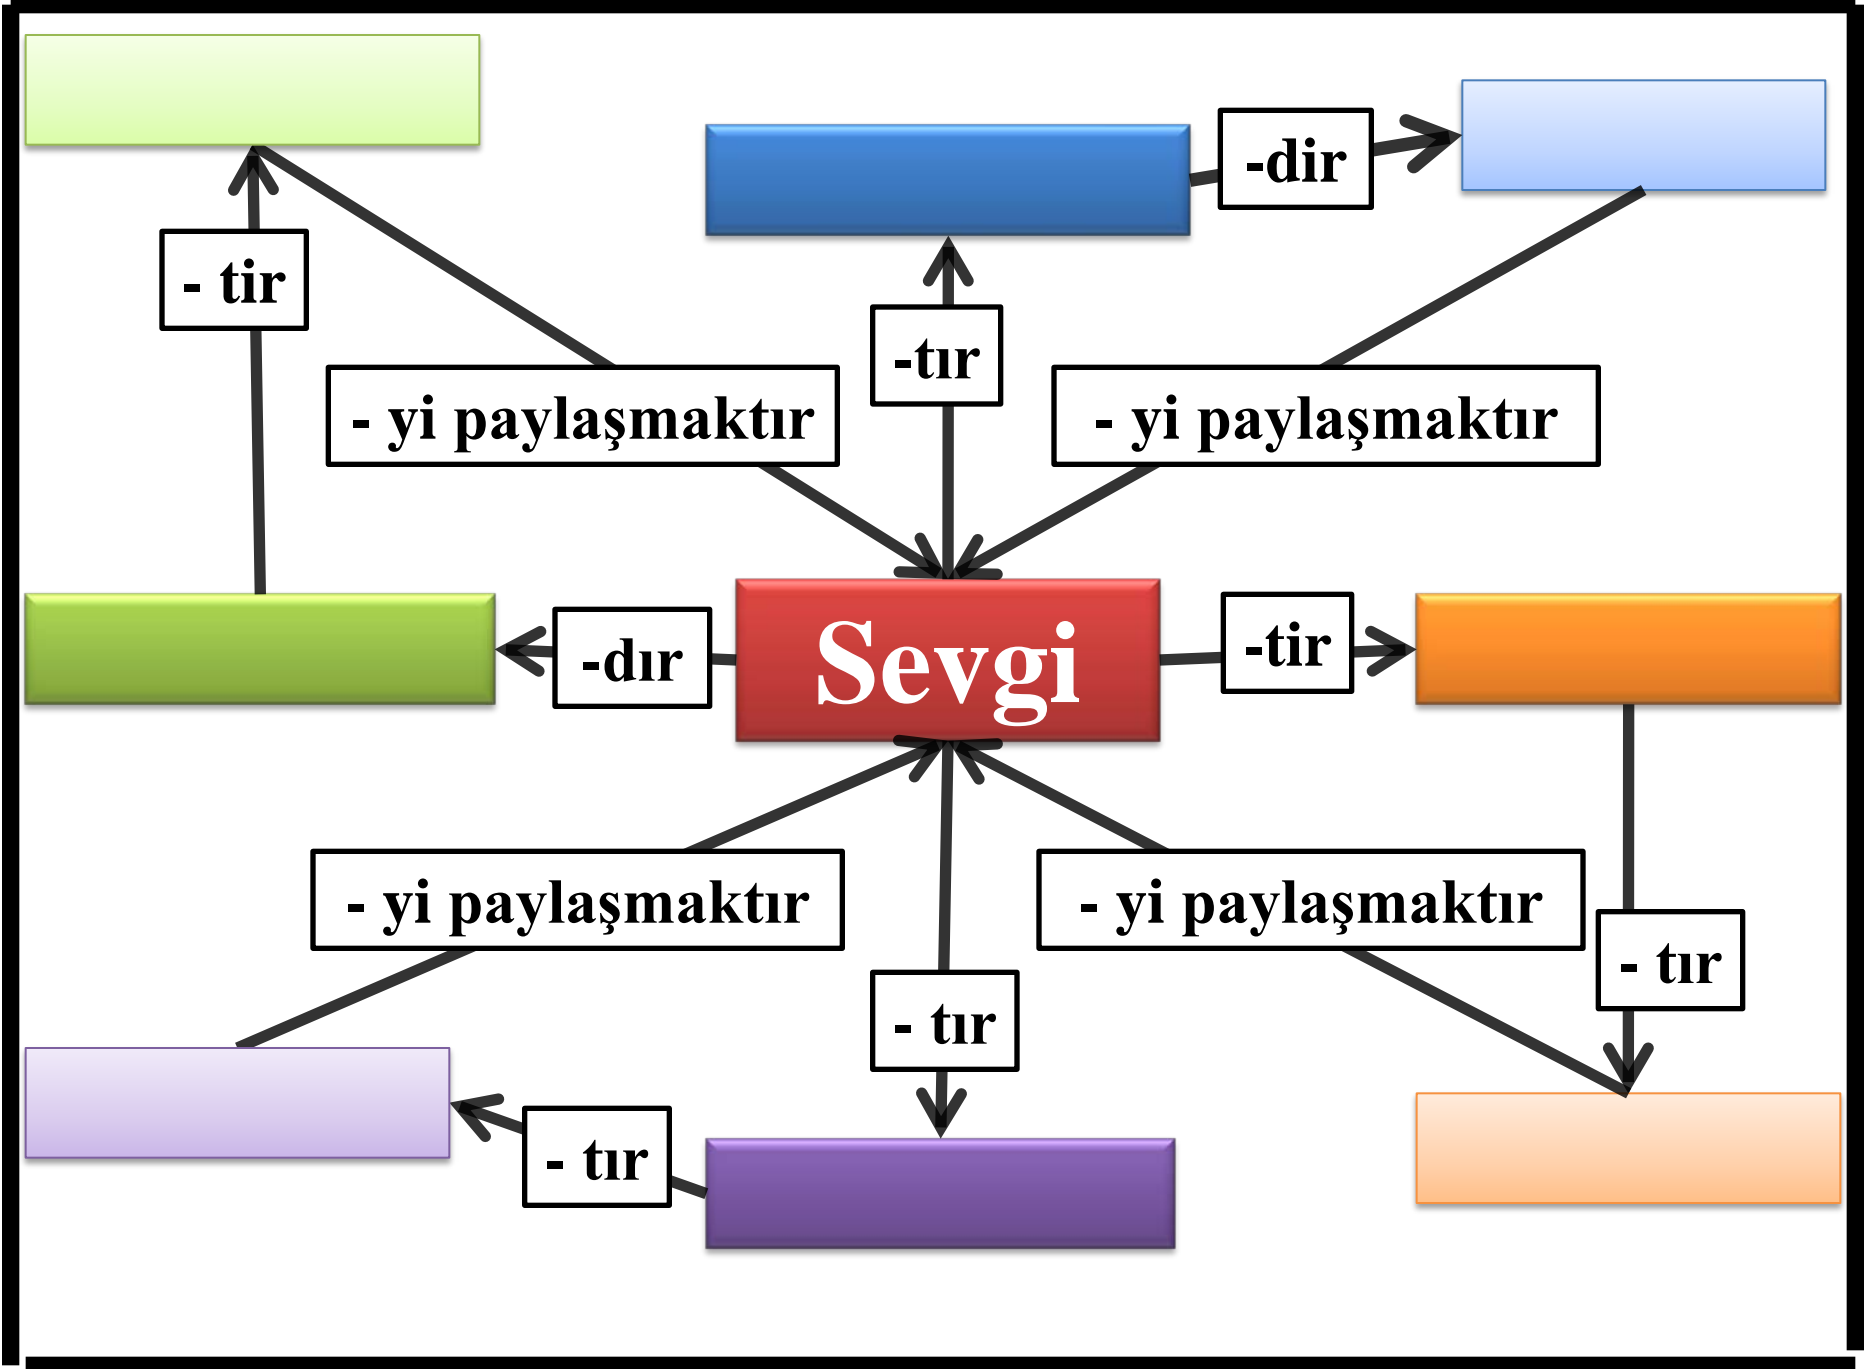 -dir
- tir
-tır
- yi paylaşmaktır
- yi paylaşmaktır
-dır
Sevgi
-tir
- yi paylaşmaktır
- yi paylaşmaktır
- tır
- tır
- tır